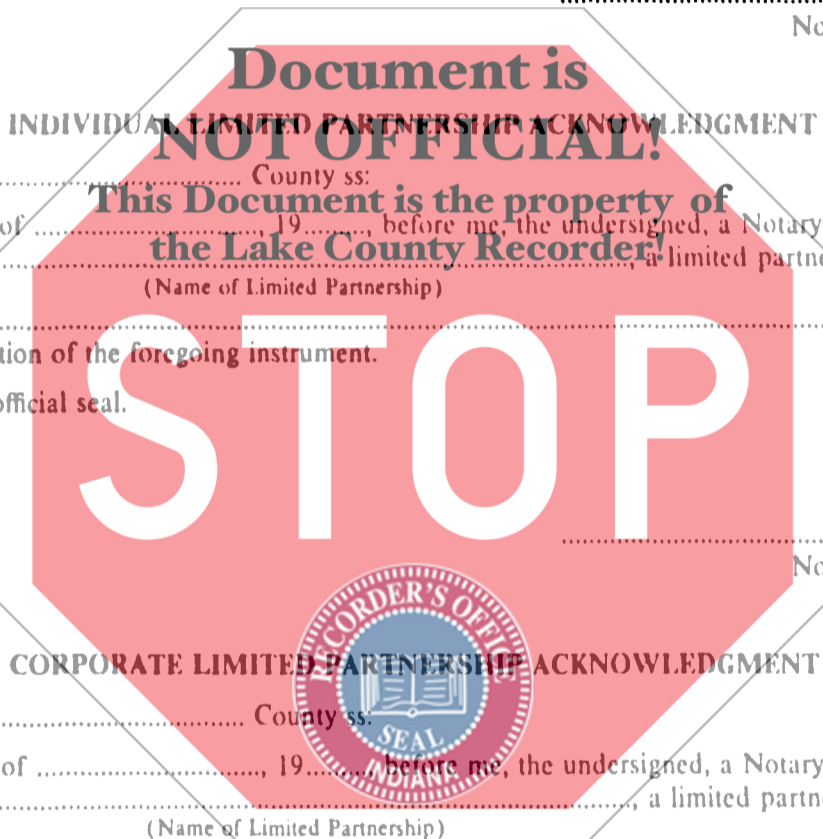 No
Document is
INDIVIDUAL LIMITED PARTNERSHIP ACKNOWLEDGMENT
NOT OFFICIAL!
........ County ss:
This Document is the property of
of ........, 19........, before me, the undersigned, a Notary
the Lake County Recorder!
........, a limited partne
(Name of Limited Partnership)
tion of the foregoing instrument.
official seal.
STOP
No
RECORDER'S OFFICE
CORPORATE LIMITED PARTNERSHIP ACKNOWLEDGMENT
........ County ss:
SEAL
INDIANA
of ........, 19........, before me, the undersigned, a Notary
........, a limited partne
(Name of Limited Partnership)